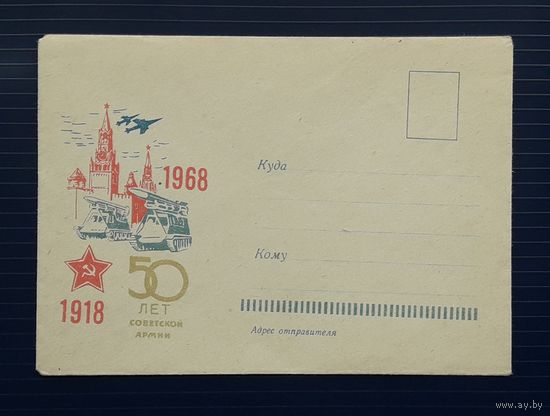 1968
Куда
Кому
1918
50
ЛЕТ
СОВЕТСКОЙ
АРМИИ
Адрес отправителя
www.ay.by